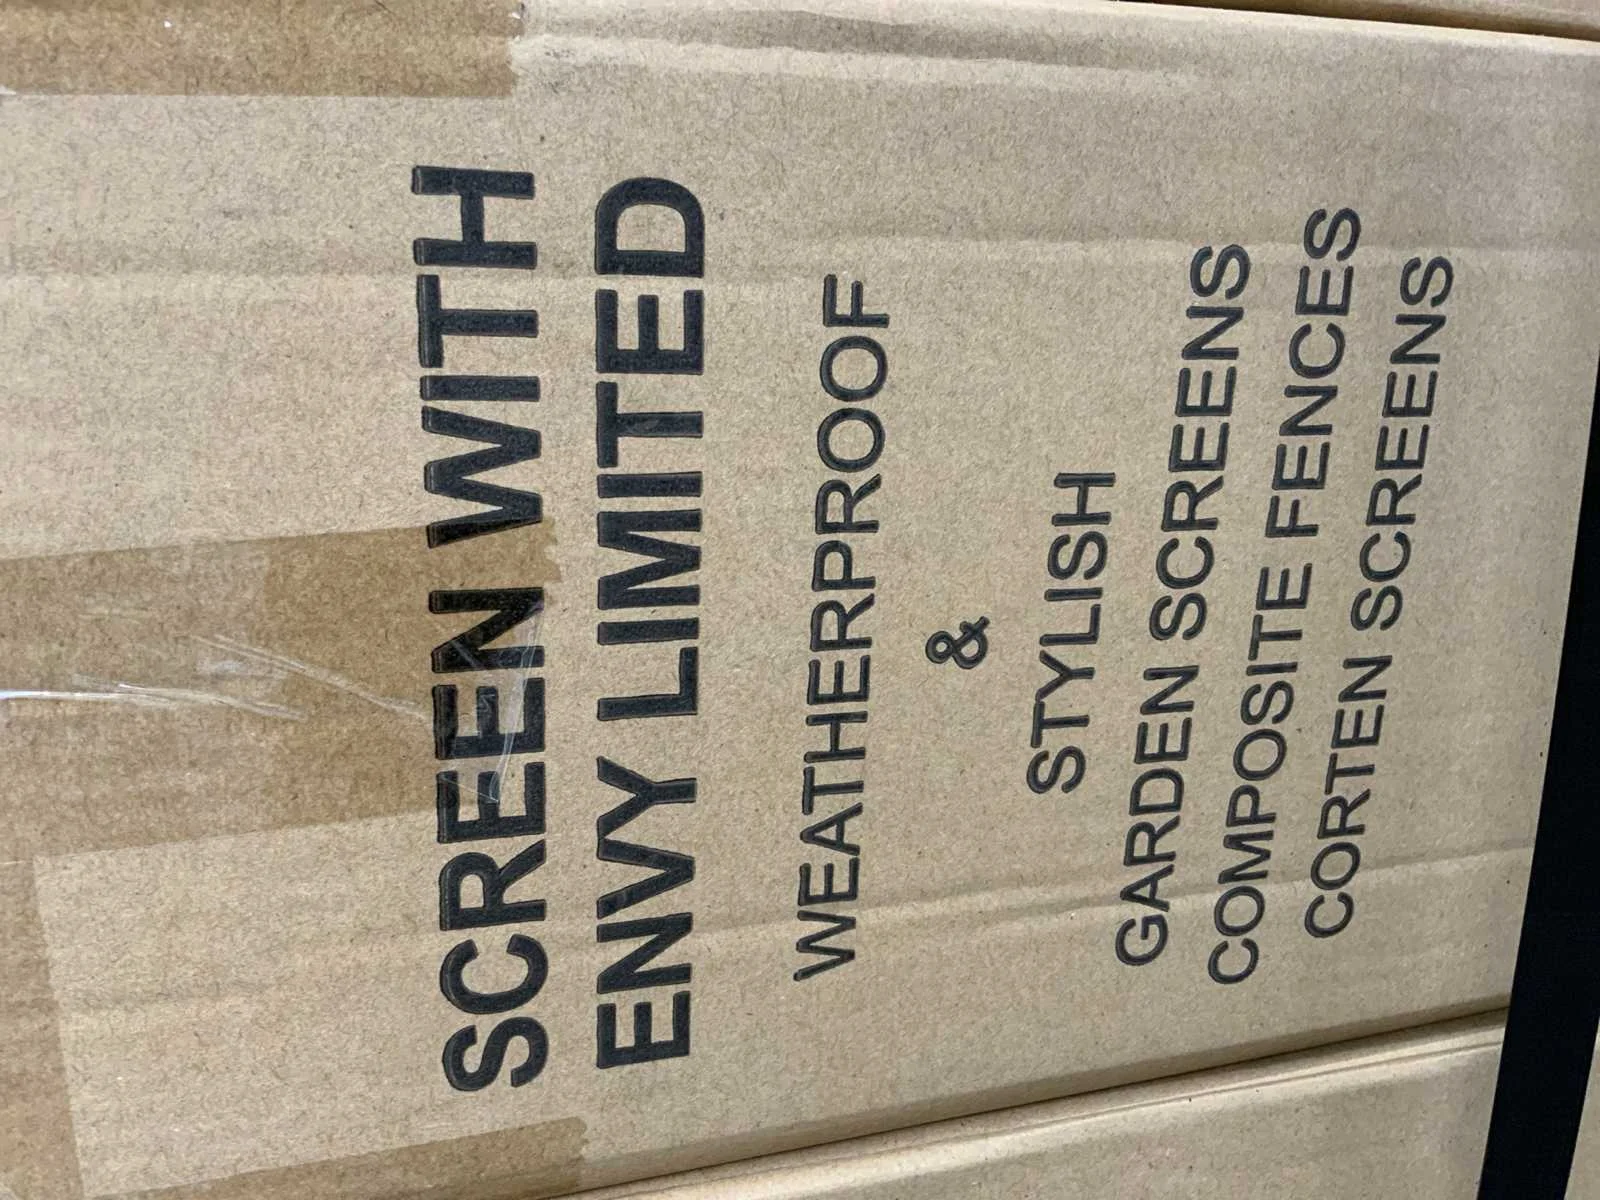 SCREEN WITH
ENVY LIMITED
WEATHERPROOF
&
STYLISH
GARDEN SCREENS
COMPOSITE FENCES
CORTEN SCREENS